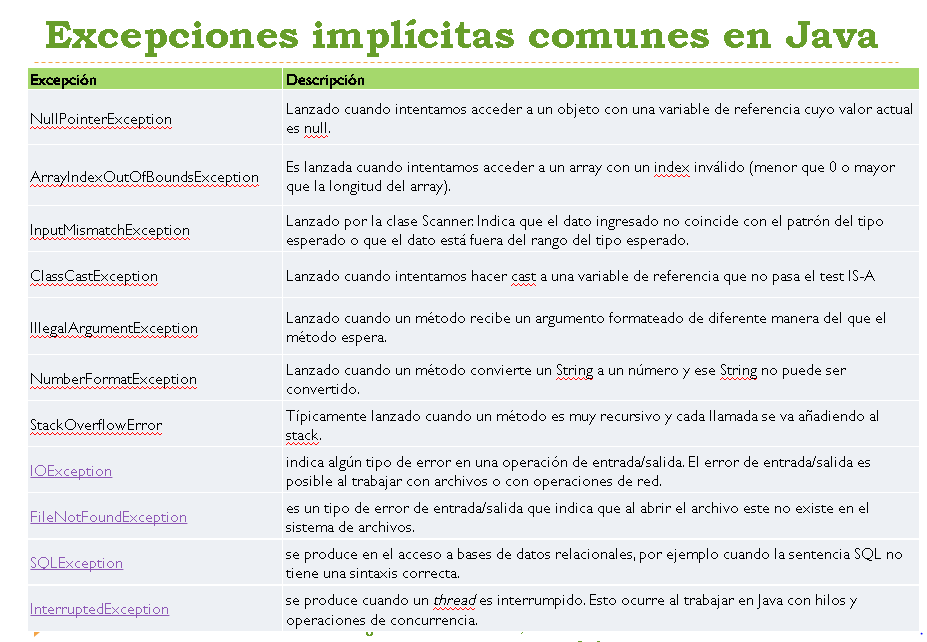 Excepciones implícitas comunes en Java
Excepción Descripción
NullPointerException Lanzado cuando intentamos acceder a un objeto con una variable de referencia cuyo valor actual
es null.
ArrayIndexOutOfBoundsException Es lanzada cuando intentamos acceder a un array con un index inválido (menor que 0 o mayor
que la longitud del array).
InputMismatchException Lanzado por la clase Scanner. Indica que el dato ingresado no coincide con el patrón del tipo
esperado o que el dato está fuera del rango del tipo esperado.
ClassCastException Lanzado cuando intentamos hacer cast a una variable de referencia que no pasa el test IS-A
IllegalArgumentException Lanzado cuando un método recibe un argumento formateado de diferente manera del que el
método espera.
NumberFormatException Lanzado cuando un método convierte un String a un número y ese String no puede ser
convertido.
StackOverflowError Típicamente lanzado cuando un método es muy recursivo y cada llamada se va añadiendo al
stack.
IOException indica algún tipo de error en una operación de entrada/salida. El error de entrada/salida es
posible al trabajar con archivos o con operaciones de red.
FileNotFoundException es un tipo de error de entrada/salida que indica que al abrir el archivo este no existe en el
sistema de archivos.
SQLException se produce en el acceso a bases de datos relacionales, por ejemplo cuando la sentencia SQL no
tiene una sintaxis correcta.
InterruptedException se produce cuando un thread es interrumpido. Esto ocurre al trabajar en Java con hilos y
operaciones de concurrencia.